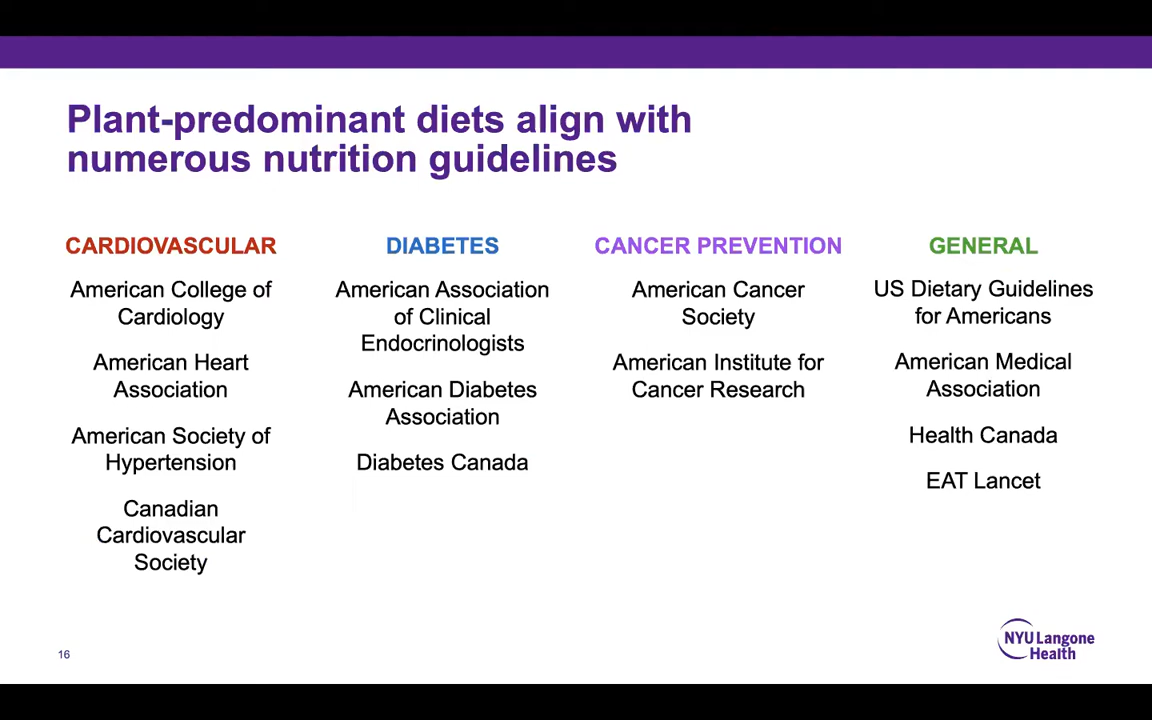 Plant-predominant diets align with
numerous nutrition guidelines
CARDIOVASCULAR
American College of
Cardiology
American Heart
Association
American Society of
Hypertension
Canadian
Cardiovascular
Society
DIABETES
American Association
of Clinical
Endocrinologists
American Diabetes
Association
Diabetes Canada
CANCER PREVENTION
American Cancer
Society
American Institute for
Cancer Research
GENERAL
US Dietary Guidelines
for Americans
American Medical
Association
Health Canada
EAT Lancet
16
NYU Langone
Health